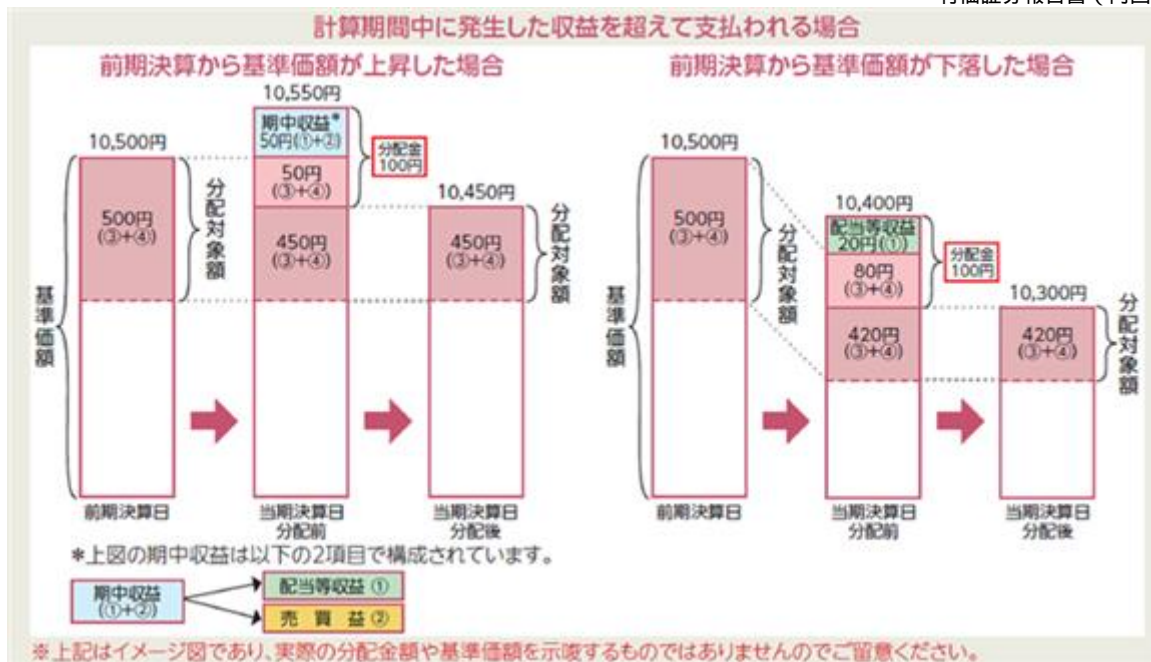 計算期間中に発生した収益を超えて支払われる場合
前期決算から基準価額が上昇した場合
10,500円
500円
(③+④)
分配対象額
基準価額
10,550円
期中収益*
50円(①+②)
50円
(③+④)
450円
(③+④)
分配金
100円
10,450円
450円
(③+④)
分配対象額
前期決算日
当期決算日
分配前
当期決算日
分配後
前期決算から基準価額が下落した場合
10,500円
500円
(③+④)
分配対象額
基準価額
10,400円
配当等収益
20円(①)
80円
(③+④)
420円
(③+④)
分配金
100円
10,300円
420円
(③+④)
分配対象額
前期決算日
当期決算日
分配前
当期決算日
分配後
*上図の期中収益は以下の2項目で構成されています。
期中収益
(①+②)
配当等収益 ①
売買益 ②
※上記はイメージ図であり、実際の分配金額や基準価額を示唆するものではありませんのでご留意ください。